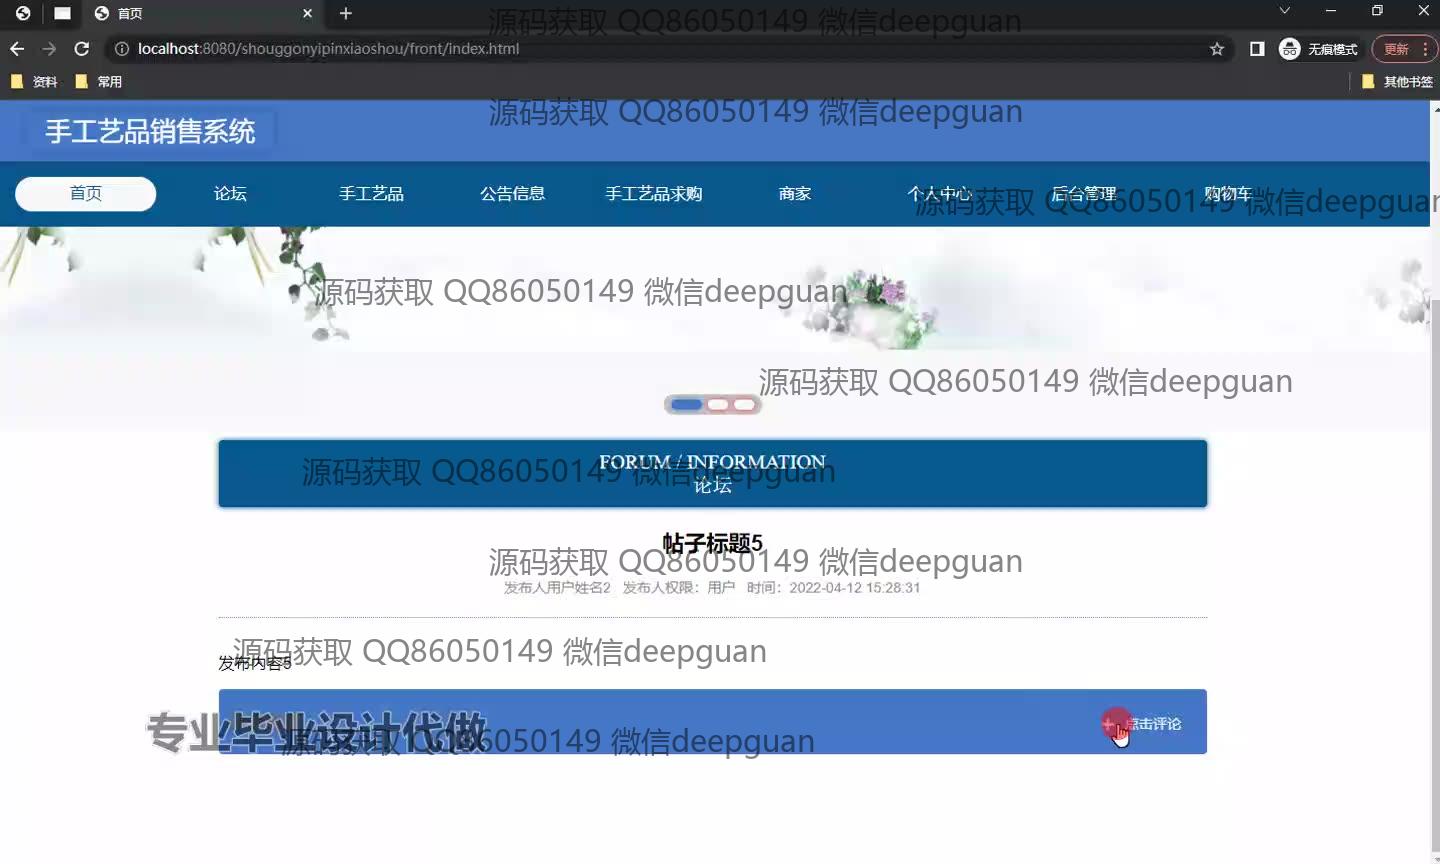 首页
localhost:8080/shouggonyipinxiaoshou/front/index.html
无痕模式
更新
资料
常用
其他书签
源码获取 QQ86050149 微信deepguan
源码获取 QQ86050149 微信deepguan
手工艺品销售系统
首页
论坛
手工艺品
公告信息
手工艺品求购
商家
个人中心
后台管理
购物车
源码获取 QQ86050149 微信deepguan
源码获取 QQ86050149 微信deepguan
源码获取 QQ86050149 微信deepguan
FORUM / INFORMATION
源码获取 QQ86050149 微信deepguan
论坛
帖子标题5
源码获取 QQ86050149 微信deepguan
发布人用户姓名2 发布人权限：用户 时间：2022-04-12 15:28:31
源码获取 QQ86050149 微信deepguan
发布内容5
点击评论
专业毕业设计代做
源码获取 QQ86050149 微信deepguan